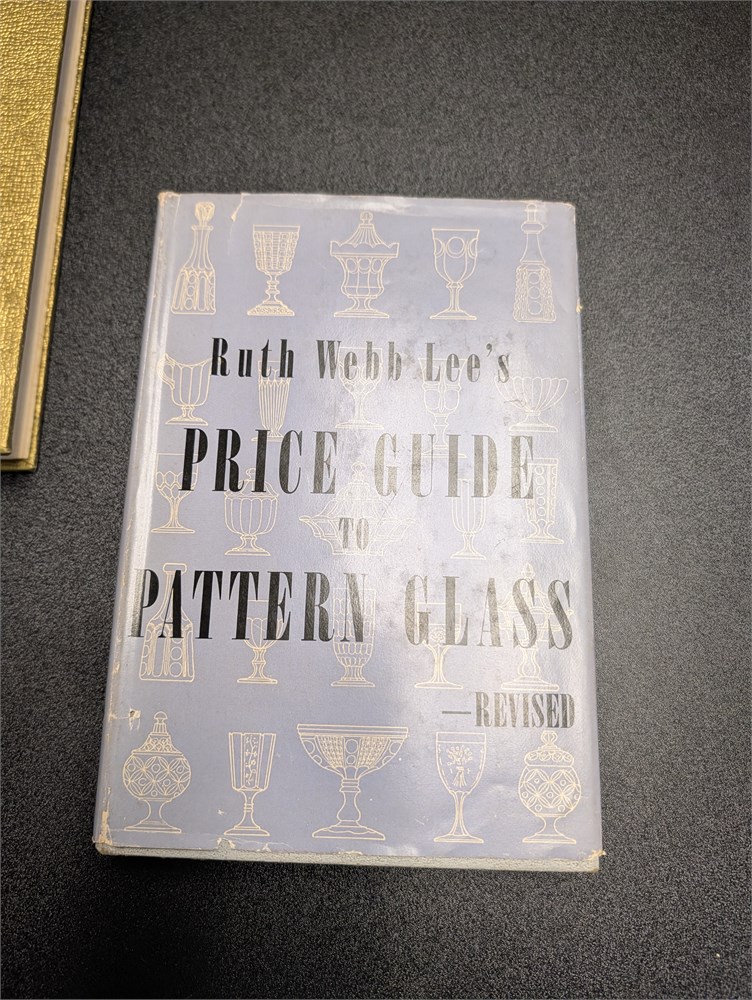 Ruth Webb Lee's
PRICE GUIDE
TO
PATTERN GLASS
—REVISED